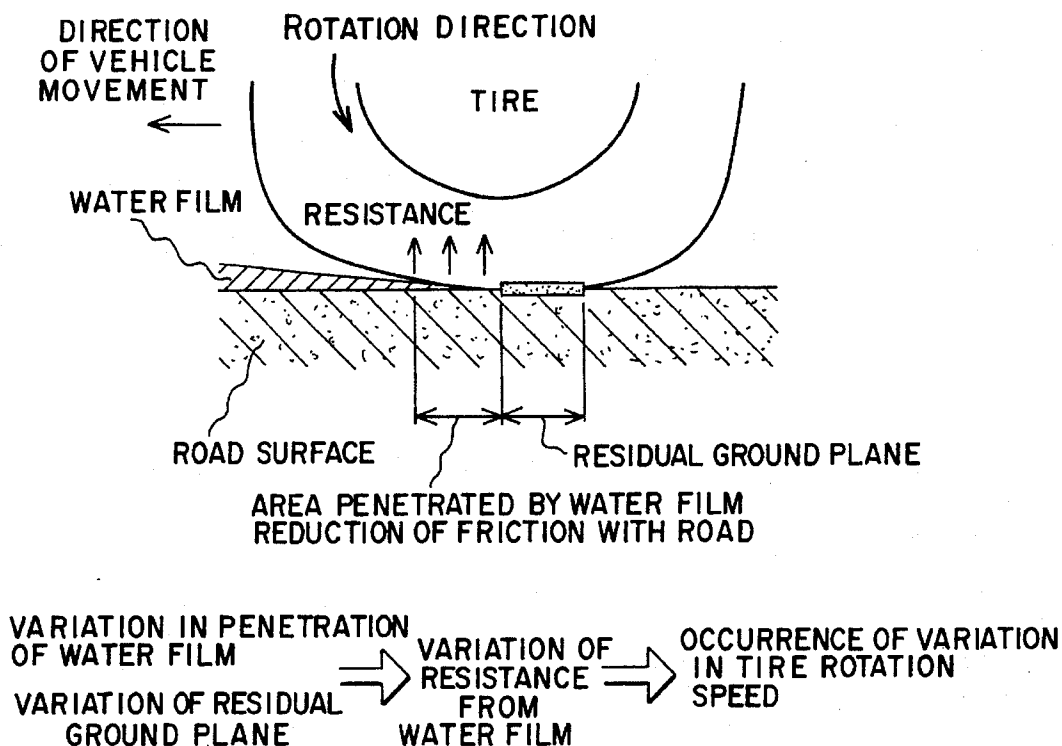 DIRECTION
OF VEHICLE
MOVEMENT
ROTATION DIRECTION
TIRE
WATER FILM
RESISTANCE
ROAD SURFACE
RESIDUAL GROUND PLANE
AREA PENETRATED BY WATER FILM
REDUCTION OF FRICTION WITH ROAD
VARIATION IN PENETRATION
OF WATER FILM
VARIATION OF RESIDUAL
GROUND PLANE
VARIATION OF
RESISTANCE
FROM
WATER FILM
OCCURRENCE OF VARIATION
IN TIRE ROTATION
SPEED